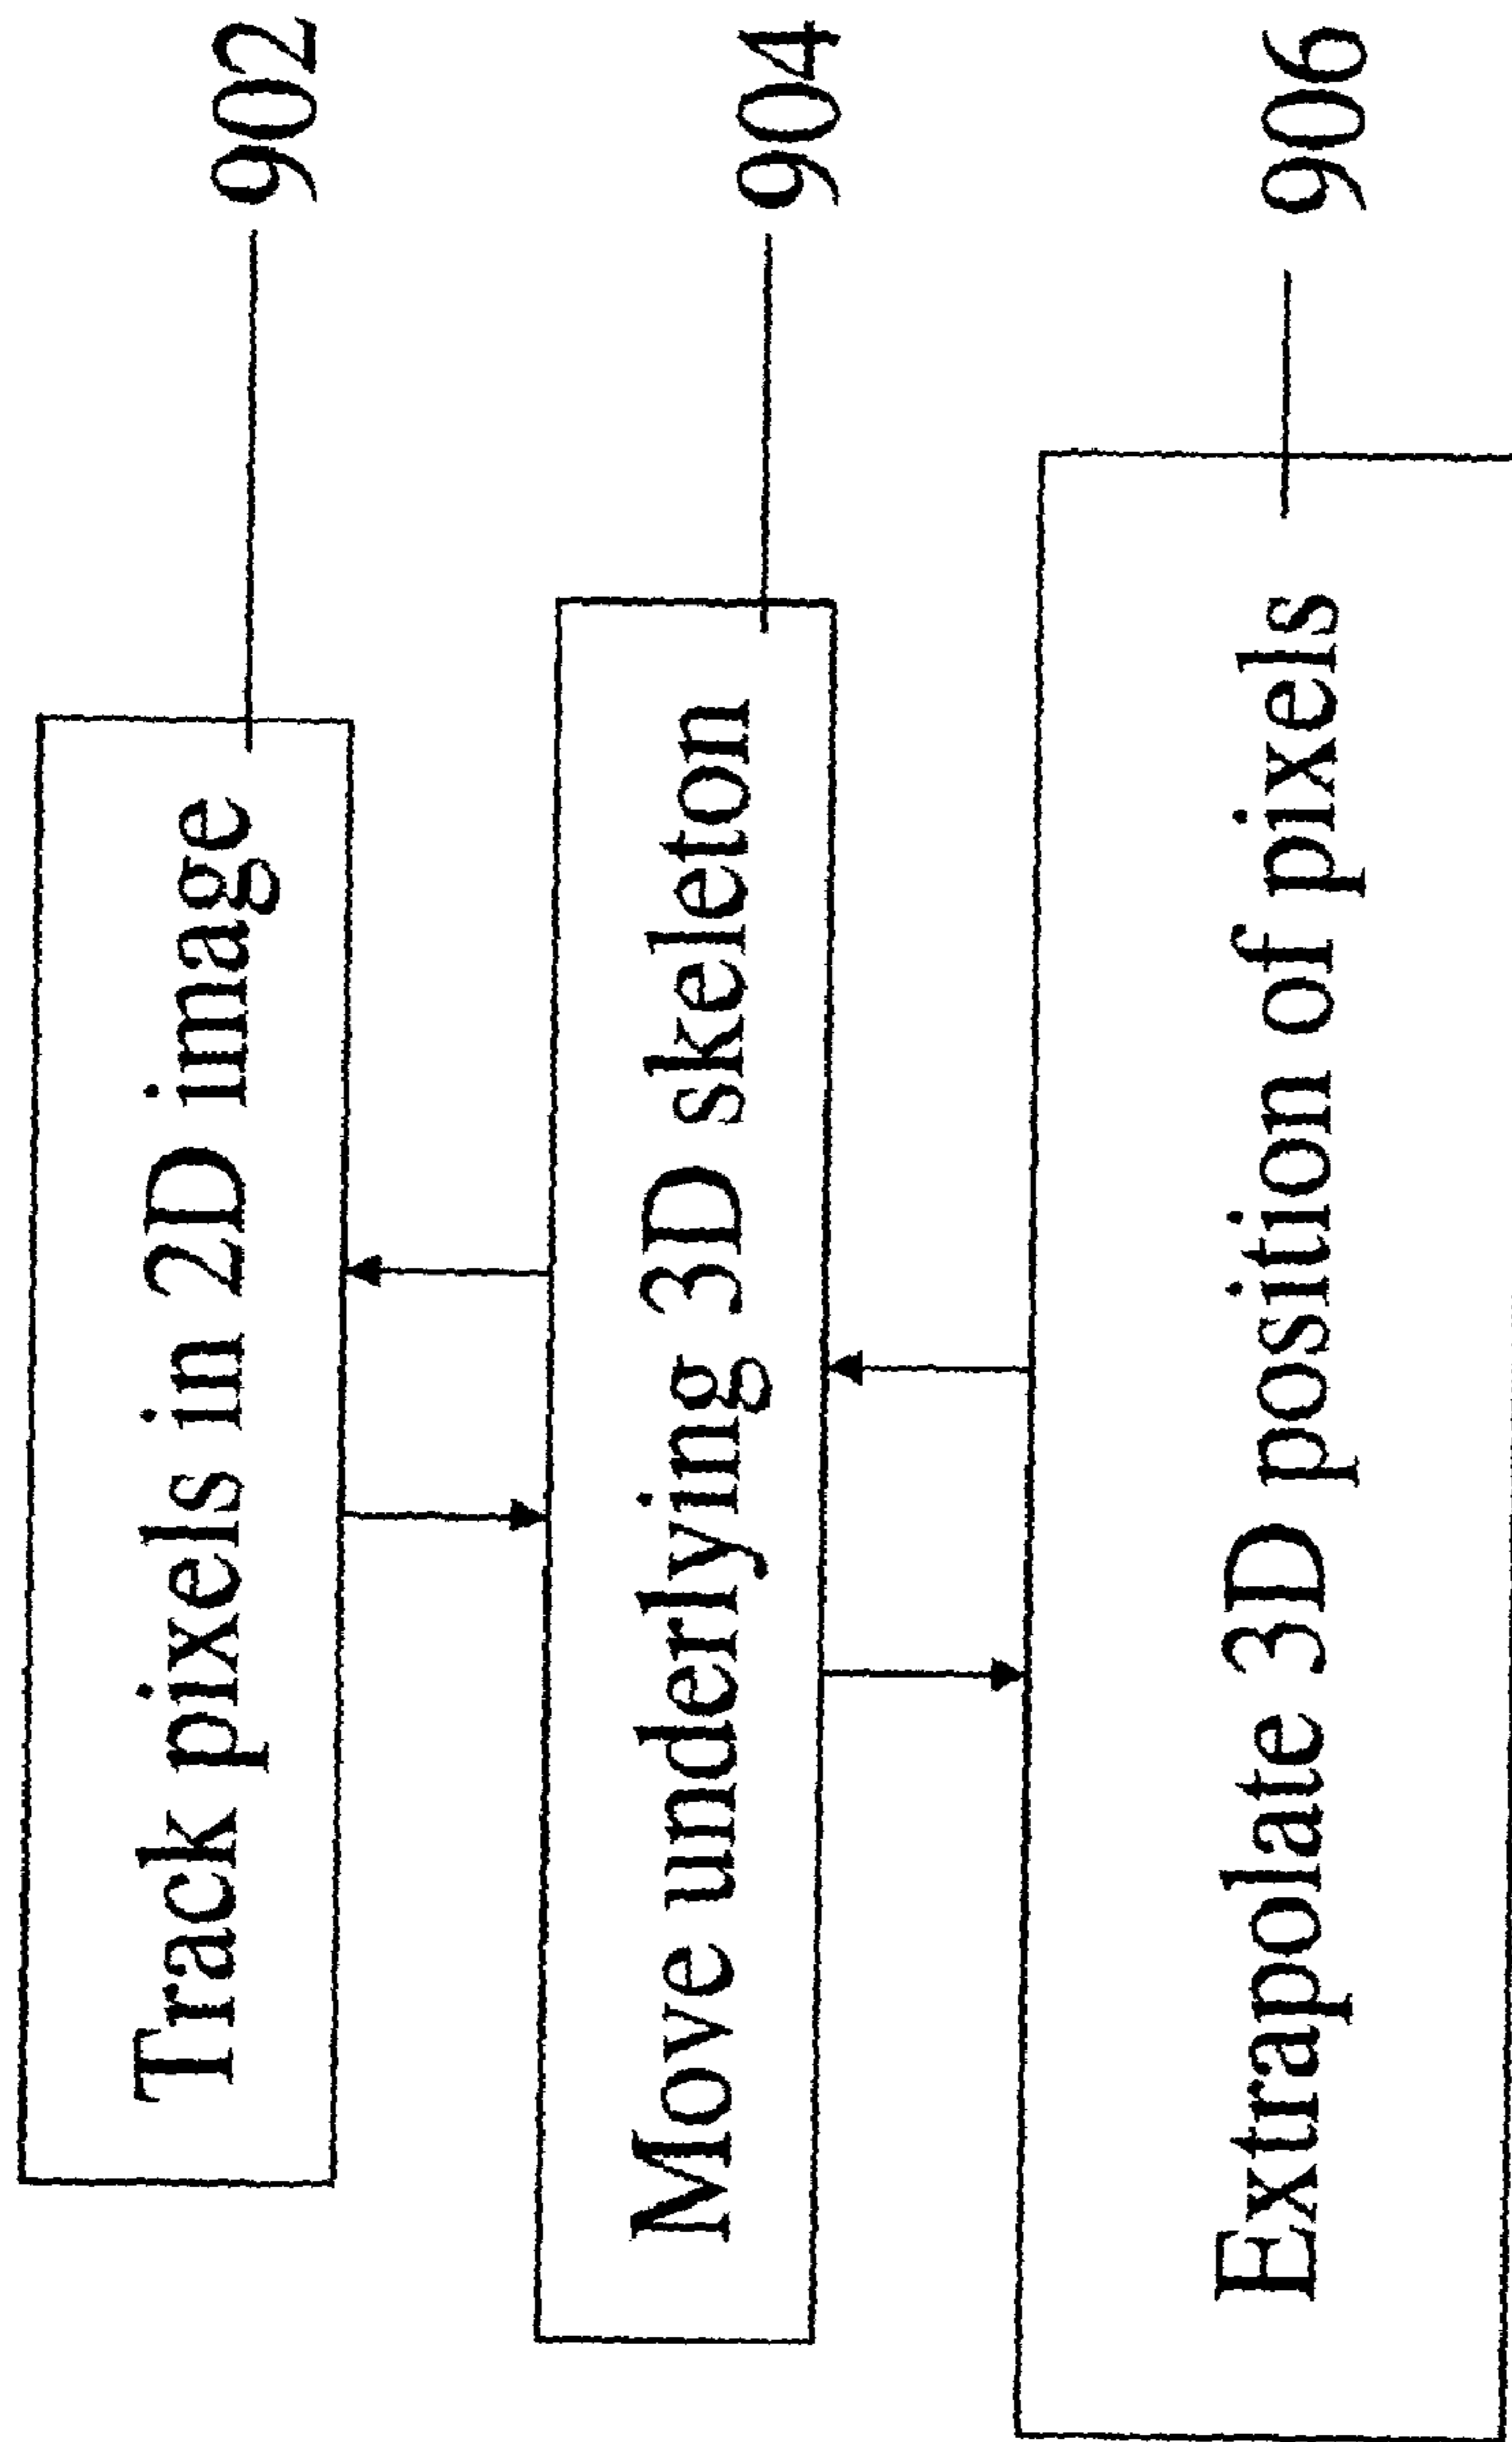 Track pixels in 2D image
902
Move underlying 3D skeleton
904
Extrapolate 3D position of pixels
906